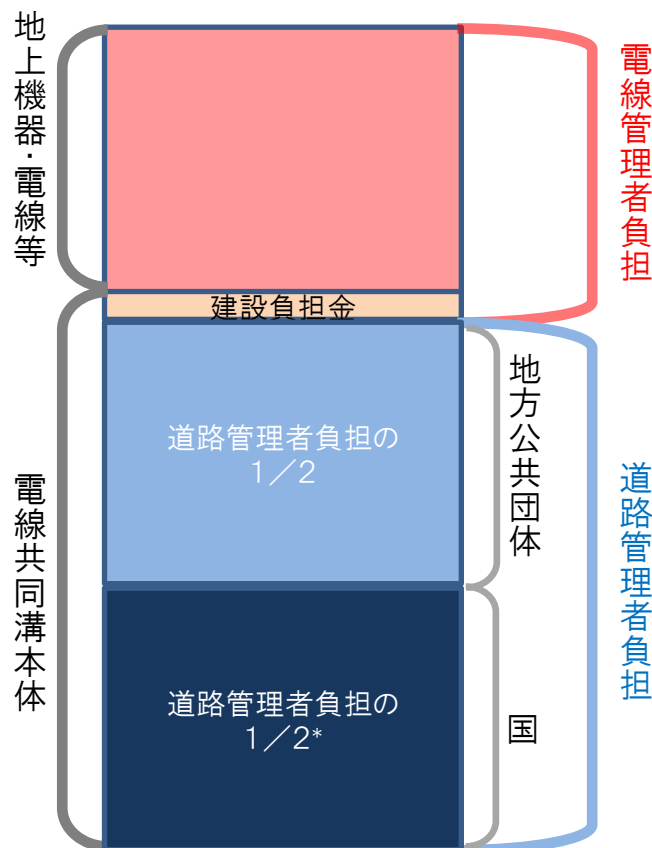 地上機器・電線等
電線管理者負担
建設負担金
道路管理者負担の
1／2
地方公共団体
電線共同溝本体
道路管理者負担
道路管理者負担の
1／2*
国